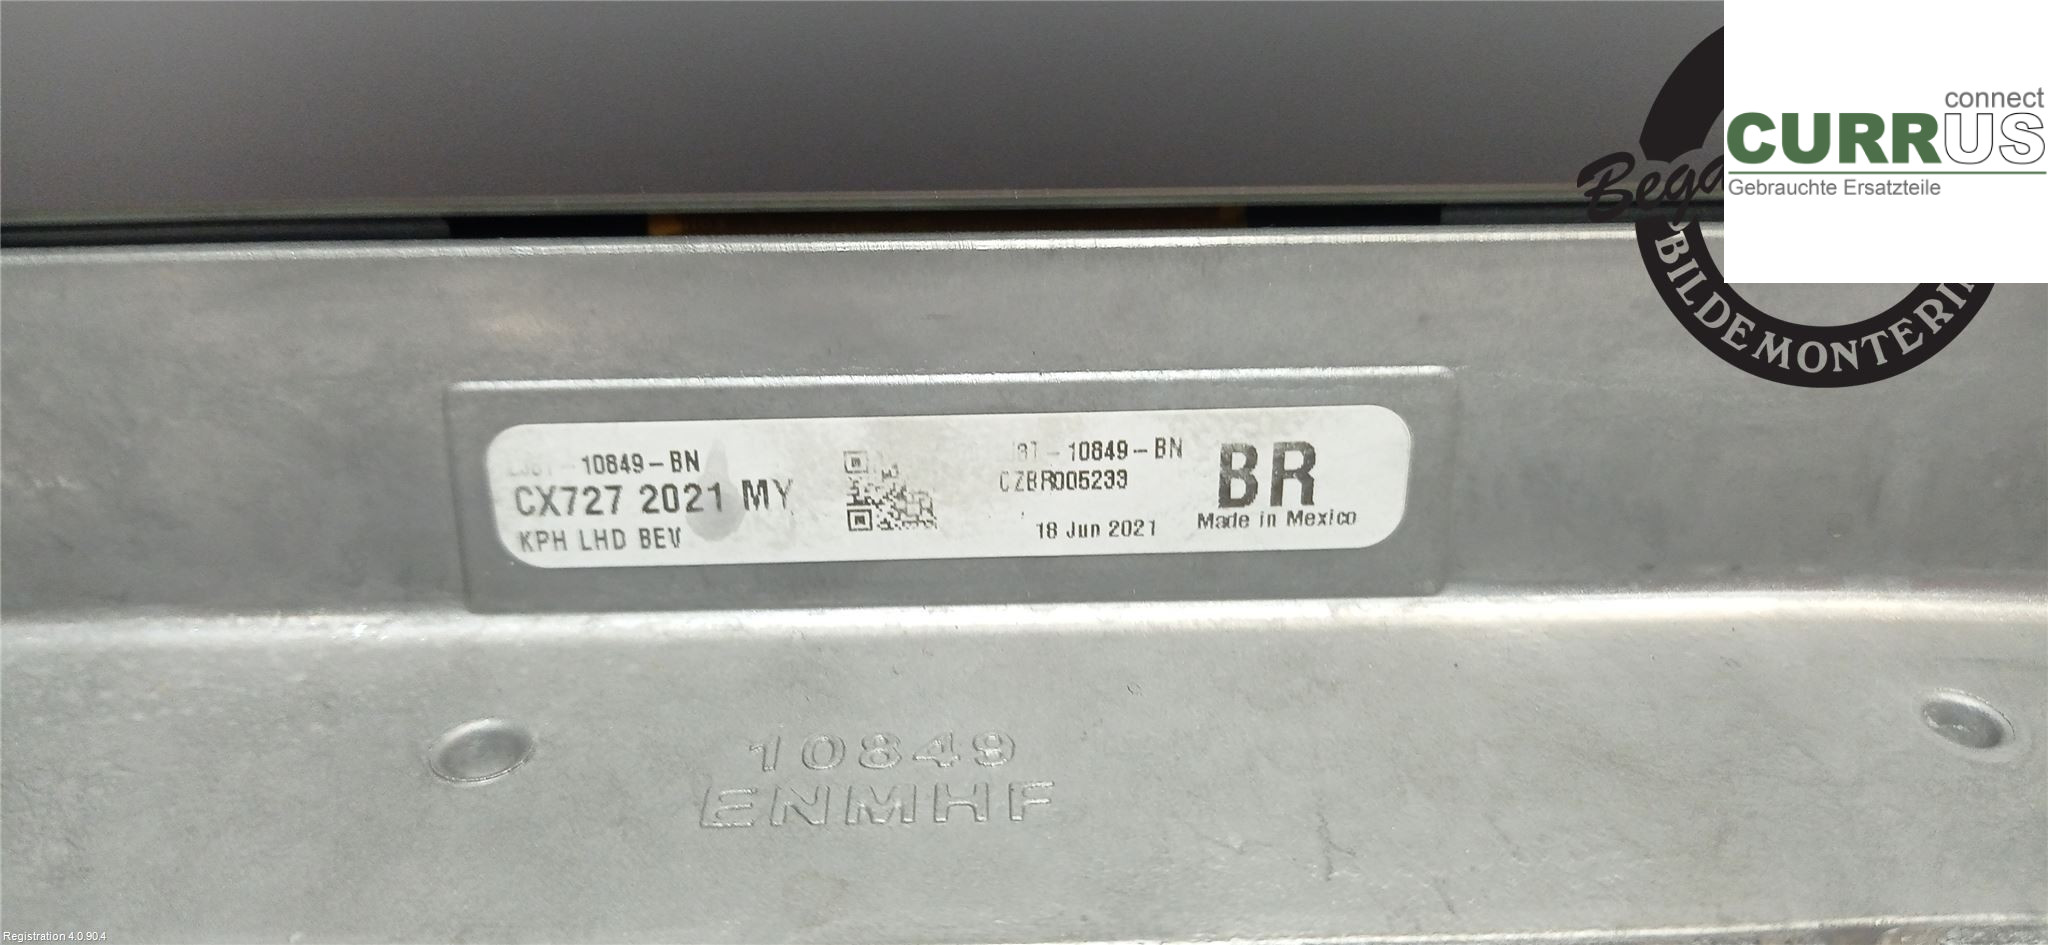 connect
CURRUS
Gebrauchte Ersatzteile
BILDEMONTERIN
10849-BN
CX727 2021 MY
KPH LHD BEV
10849-BN
CZBR005233
18 Jun 2021
BR
Made in Mexico
10849
ENMHF
Registration 4.0.90.4